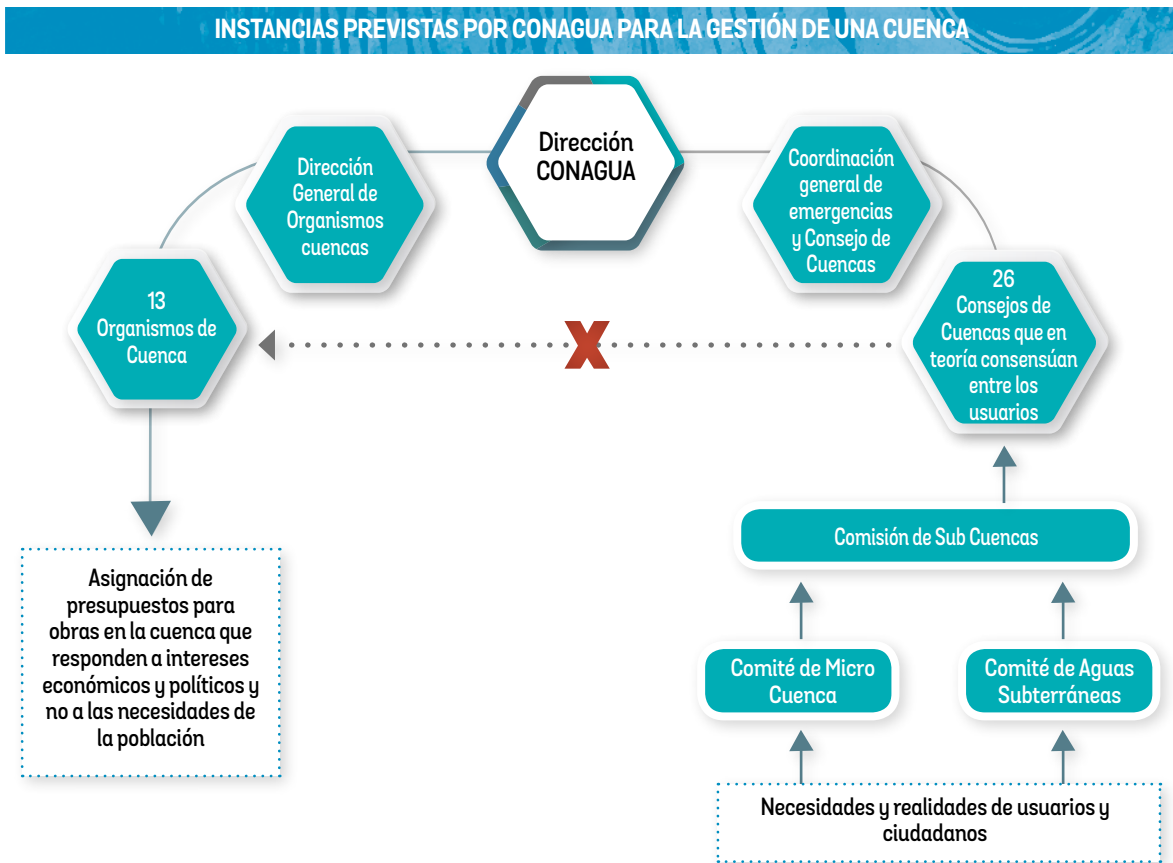 INSTANCIAS PREVISTAS POR CONAGUA PARA LA GESTIÓN DE UNA CUENCA
Dirección
CONAGUA
Dirección
General de
Organismos
cuencas
Coordinación
general de
emergencias
y Consejo de
Cuencas
13
Organismos de
Cuenca
X
26
Consejos de
Cuencas que en
teoría consensúan
entre los
usuarios
Comisión de Sub Cuencas
Asignación de
presupuestos para
obras en la cuenca que
responden a intereses
económicos y políticos y
no a las necesidades de
la población
Comité de Micro
Cuenca
Comité de Aguas
Subterráneas
Necesidades y realidades de usuarios y
ciudadanos